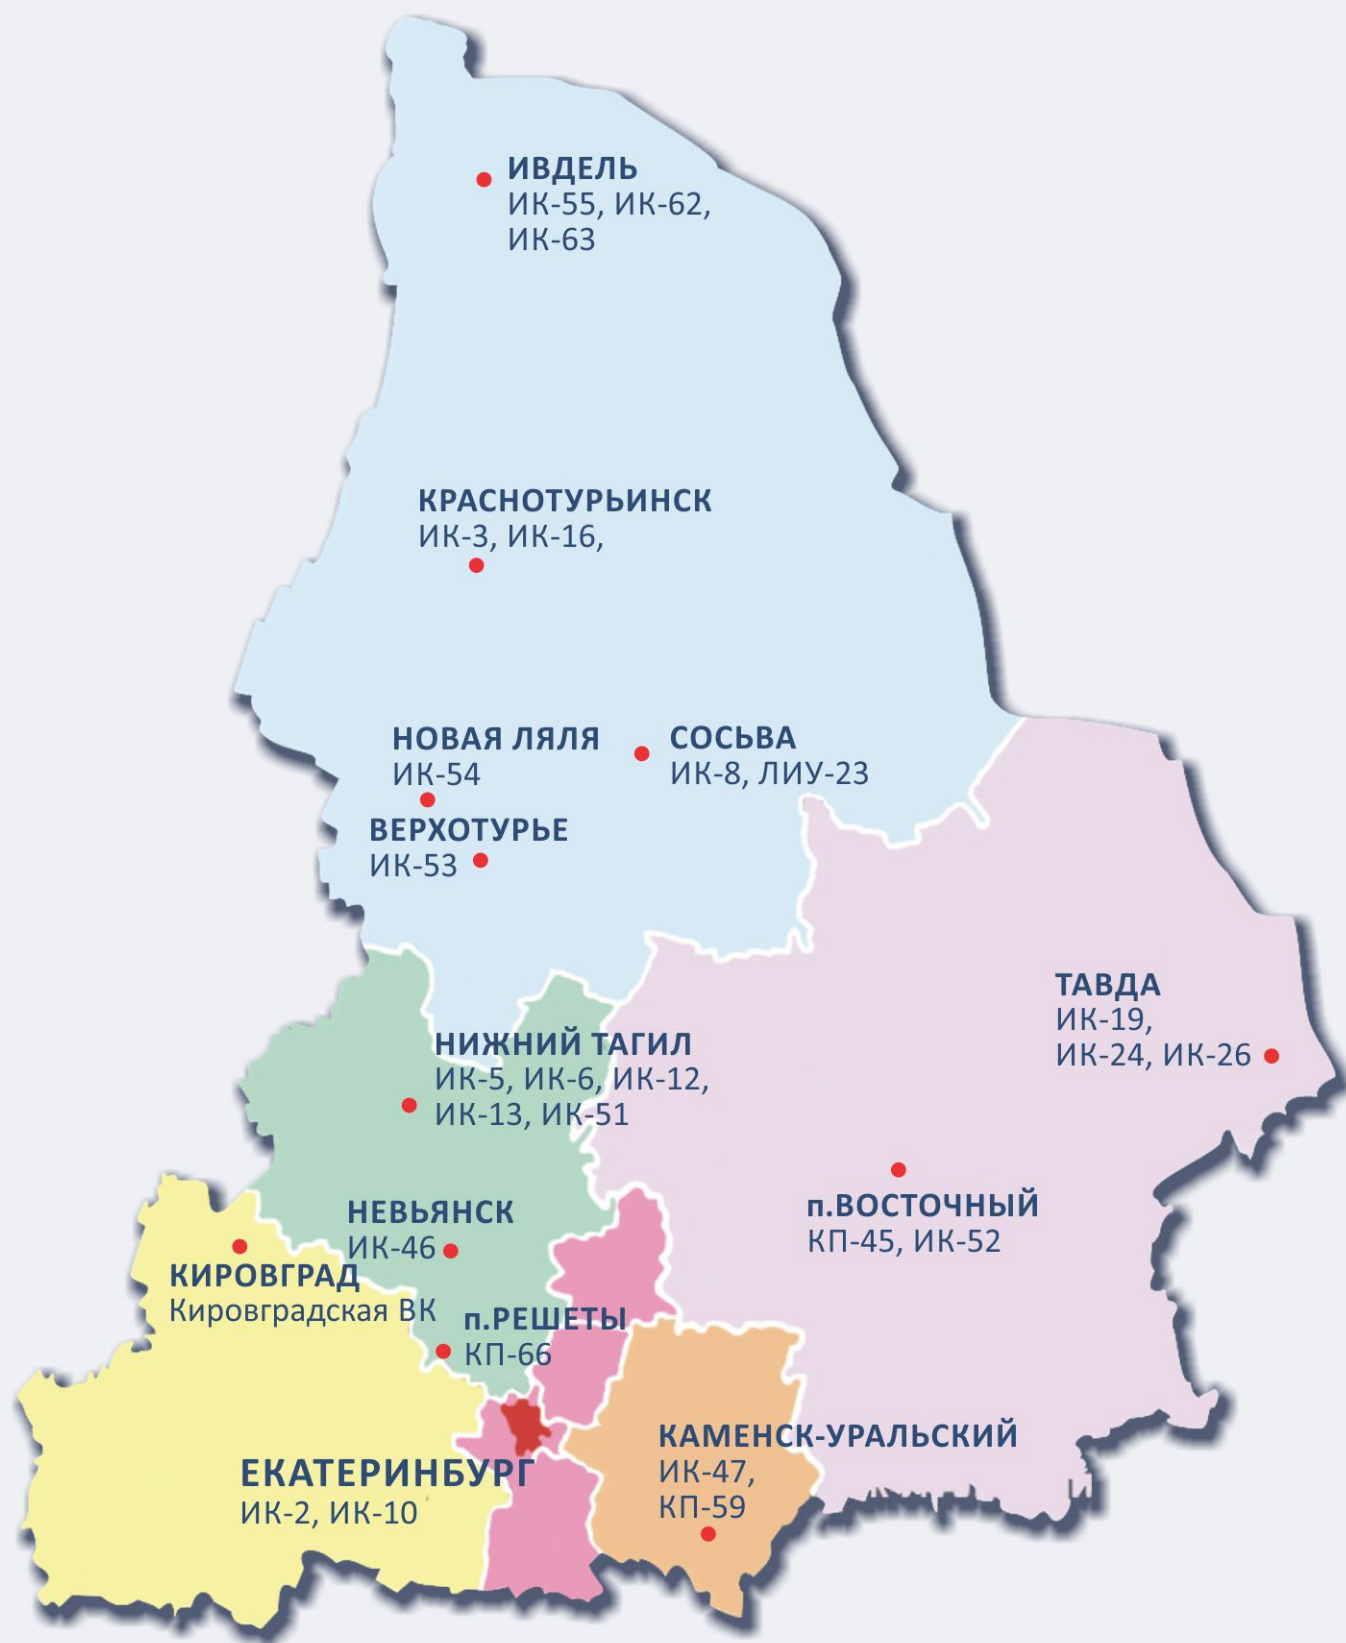 ИВДЕЛЬ
ИК-55, ИК-62,
ИК-63
КРАСНОТУРЬИНСК
ИК-3, ИК-16,
НОВАЯ ЛЯЛЯ
ИК-54
СОСЬВА
ИК-8, ЛИУ-23
ВЕРХОТУРЬЕ
ИК-53
ТАВДА
ИК-19,
ИК-24, ИК-26
НИЖНИЙ ТАГИЛ
ИК-5, ИК-6, ИК-12,
ИК-13, ИК-51
п.ВОСТОЧНЫЙ
КП-45, ИК-52
НЕВЬЯНСК
ИК-46
КИРОВГРАД
Кировградская ВК
п.РЕШЕТЫ
КП-66
КАМЕНСК-УРАЛЬСКИЙ
ИК-47,
КП-59
ЕКАТЕРИНБУРГ
ИК-2, ИК-10